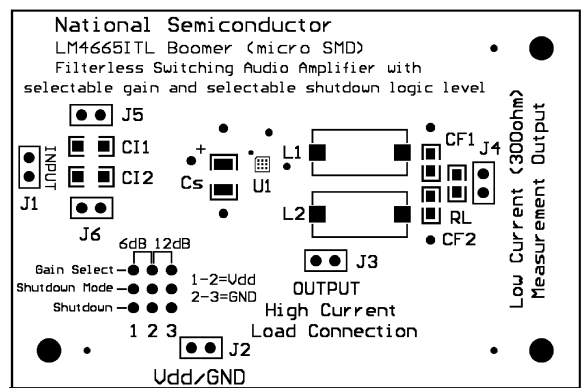 National Semiconductor
LM4665ITL Boomer (micro SMD)
Filterless Switching Audio Amplifier with
selectable gain and selectable shutdown logic level
J5
INPUT
CI1
CI2
J1
J6
+
Cs
U1
L1
L2
CF1
J4
RL
CF2
Low Current (300ohm)
Measurement Output
6dB 12dB
Gain Select
Shutdown Mode
Shutdown
1 2 3
1-2=Vdd
2-3=GND
J3
OUTPUT
High Current
Load Connection
J2
Vdd/GND